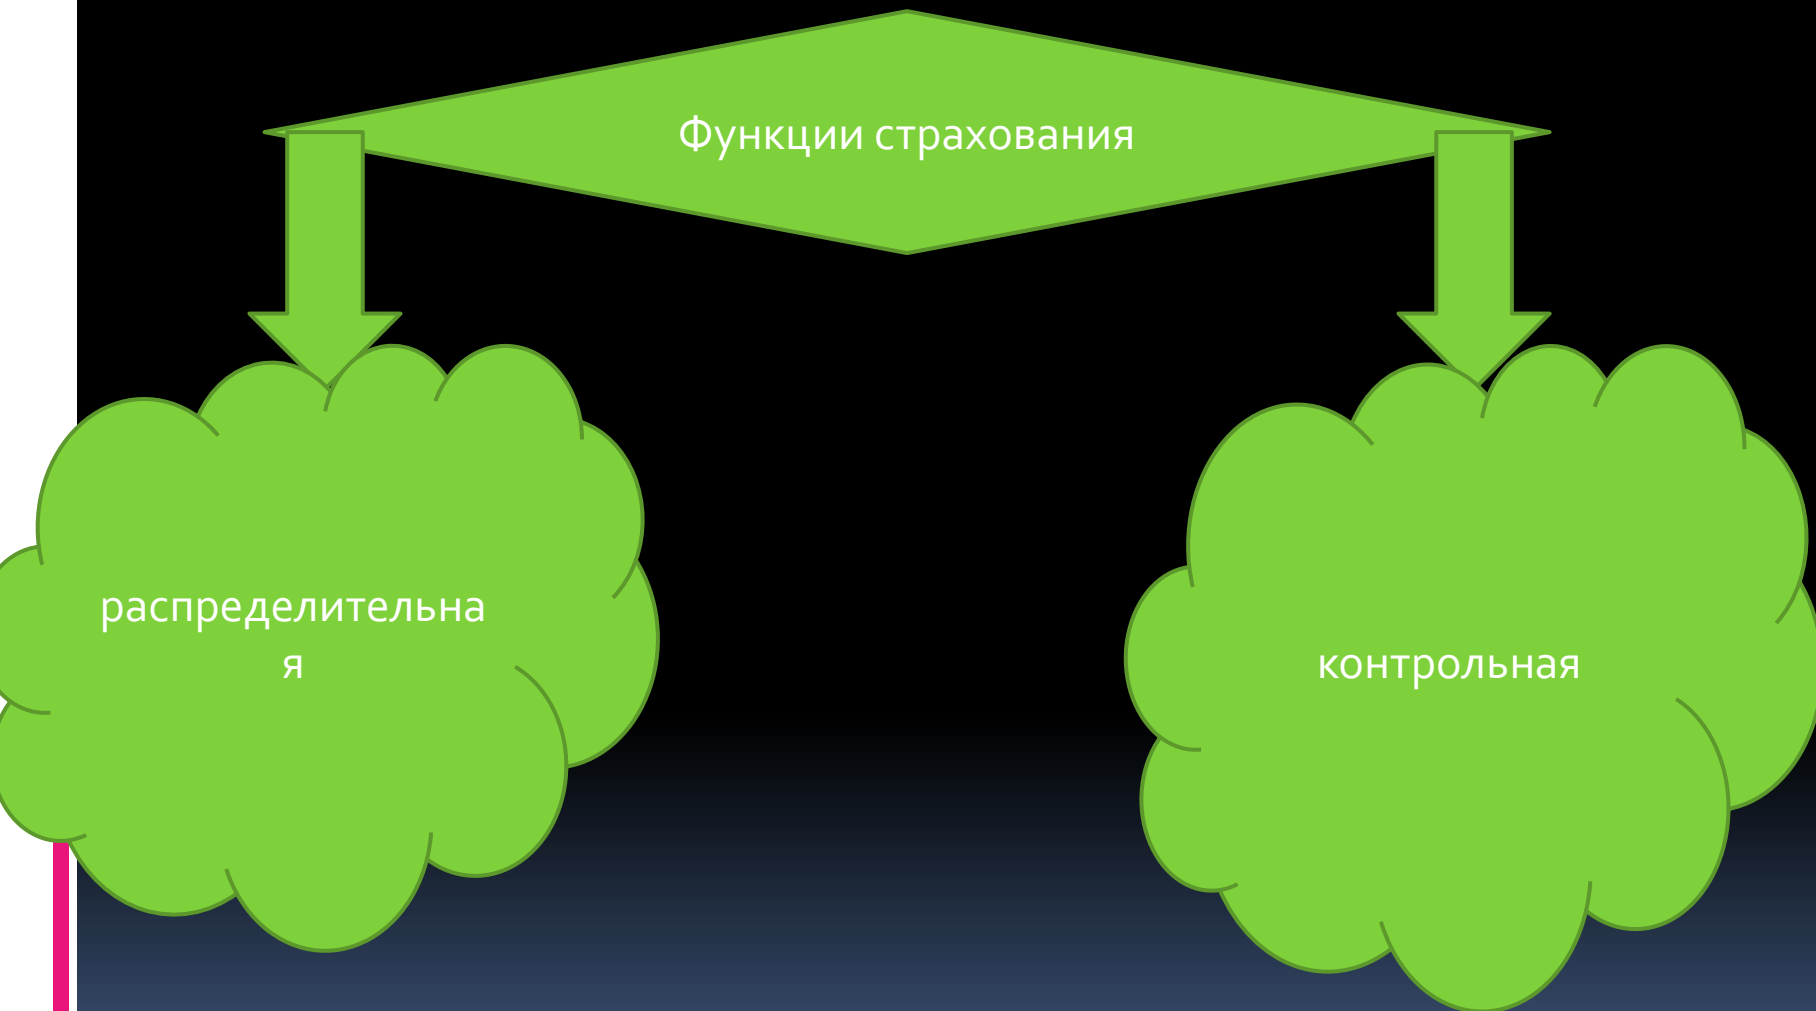 Функции страхования
распределительна
я
контрольная